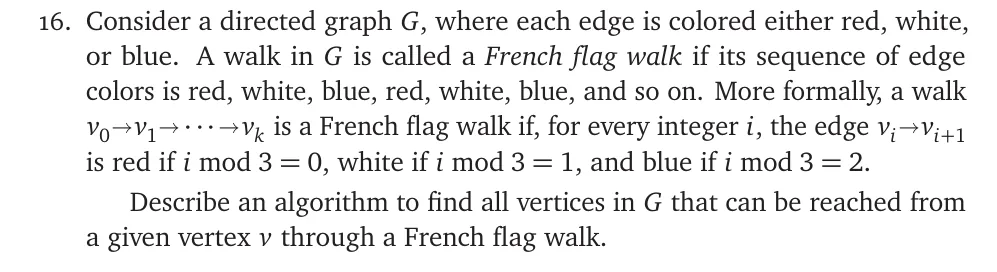 16. Consider a directed graph G, where each edge is colored either red, white,
or blue. A walk in G is called a French flag walk if its sequence of edge
colors is red, white, blue, red, white, blue, and so on. More formally, a walk
v₀→v₁→···→vₖ is a French flag walk if, for every integer i, the edge vᵢ→vᵢ₊₁
is red if i mod 3 = 0, white if i mod 3 = 1, and blue if i mod 3 = 2.
Describe an algorithm to find all vertices in G that can be reached from
a given vertex v through a French flag walk.